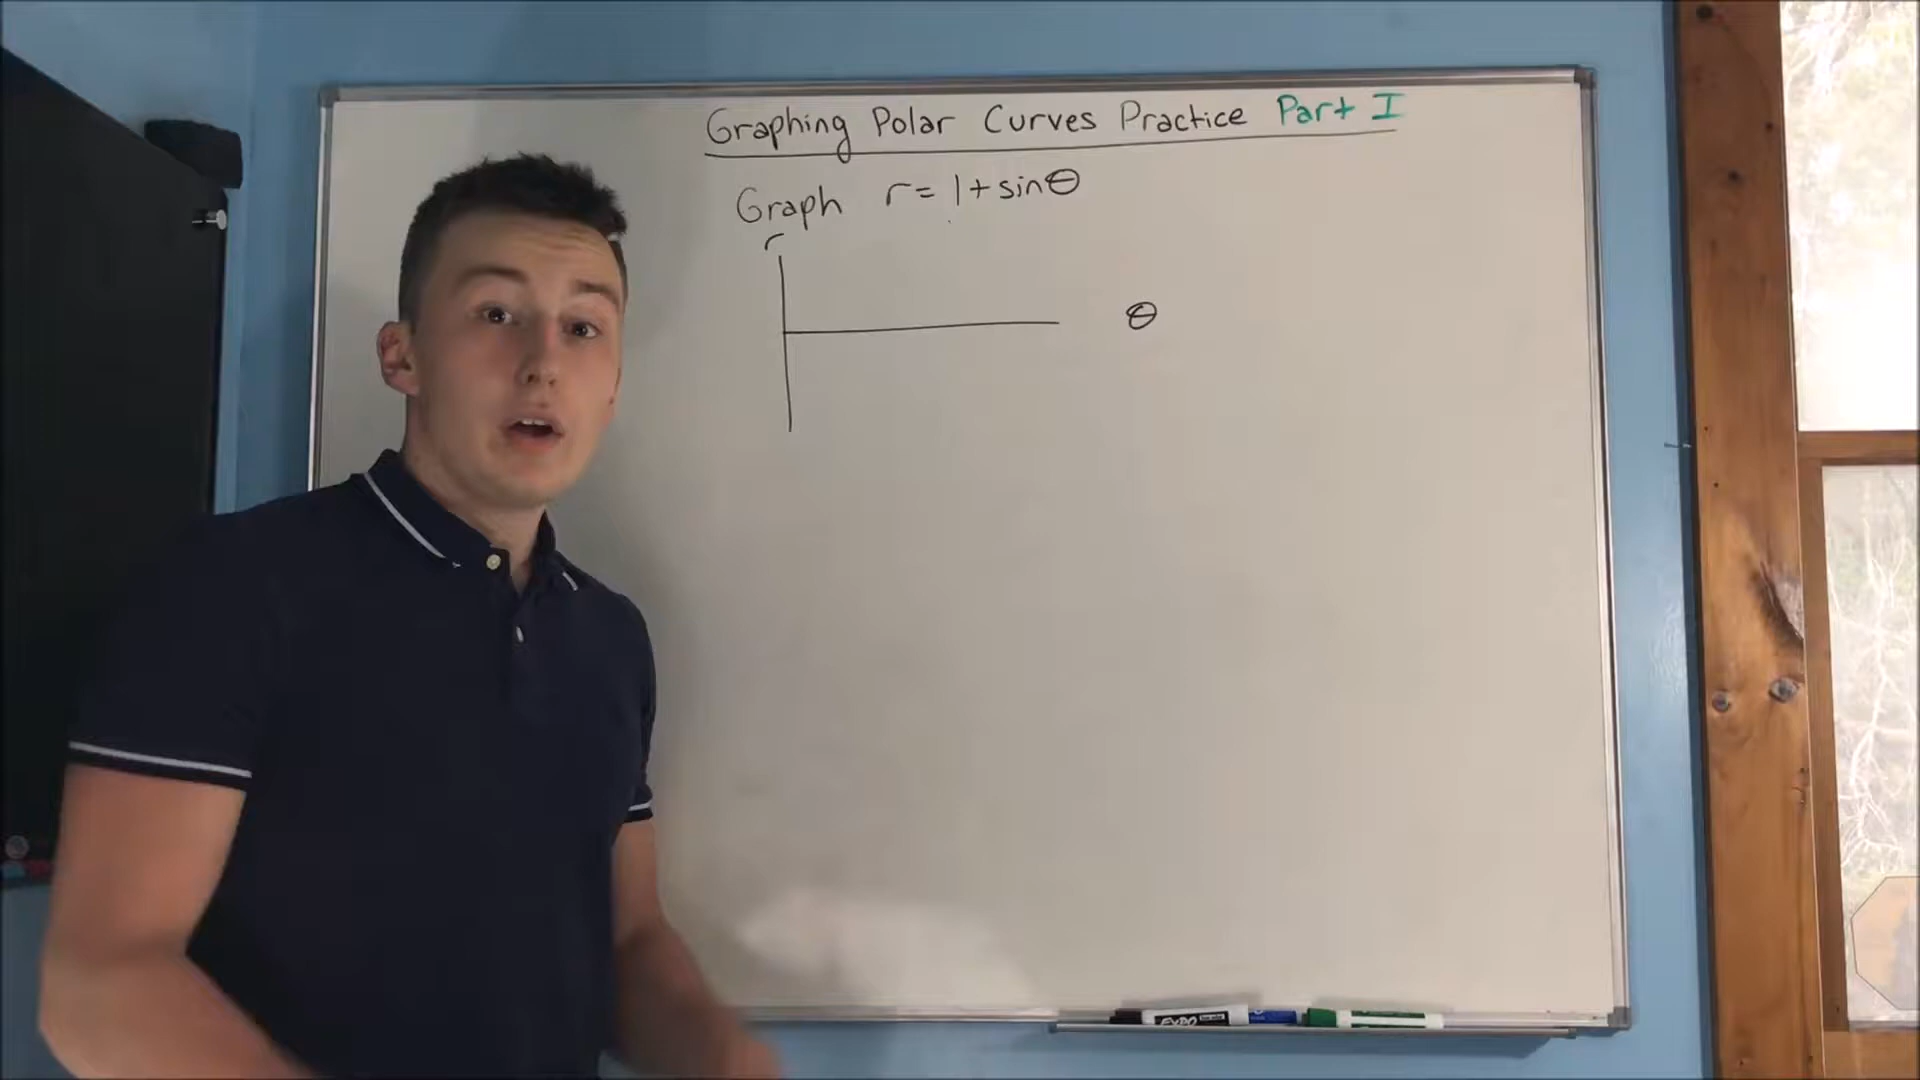 Graphing Polar Curves Practice Part I
Graph r = 1 + sinθ
r
θ
EXPO